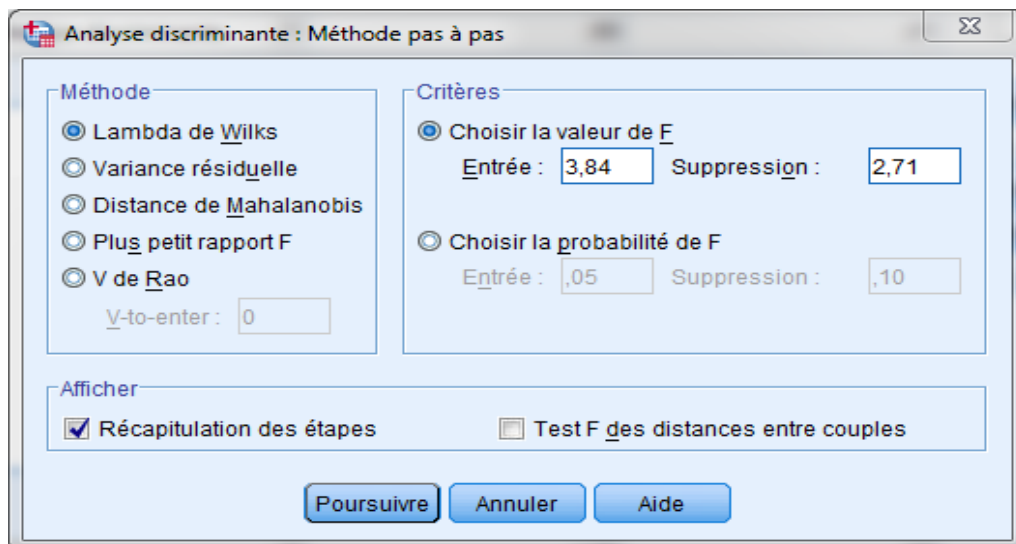 Analyse discriminante : Méthode pas à pas
Méthode
Lambda de Wilks
Variance résiduelle
Distance de Mahalanobis
Plus petit rapport F
V de Rao
V-to-enter : 0
Critères
Choisir la valeur de F
Entrée : 3,84 Suppression : 2,71
Choisir la probabilité de F
Entrée : ,05 Suppression : ,10
Afficher
Récapitulation des étapes
Test F des distances entre couples
Poursuivre Annuler Aide